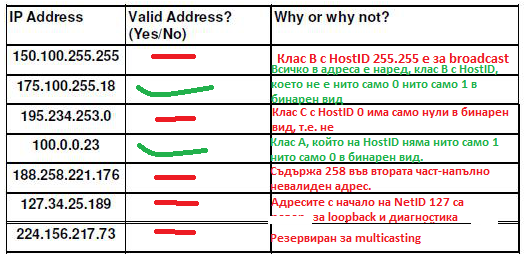 IP Address
Valid Address?
(Yes/No)
Why or why not?
150.100.255.255
Клас B с HostID 255.255 е за broadcast
175.100.255.18
Всичко в адреса е наред, клас B с HostID,
което не е нито само 0 нито само 1 в
бинарен вид
195.234.253.0
Клас C с HostID 0 има само нули в бинарен
вид, т.е. не
100.0.0.23
Клас A, който на HostID няма нито само 1
нито само 0 в бинарен вид.
188.258.221.176
Съдържа 258 във втората част-напълно
невалиден адрес.
127.34.25.189
Адресите с начало на NetID 127 са
за loopback и диагностика
224.156.217.73
Резервиран за multicasting